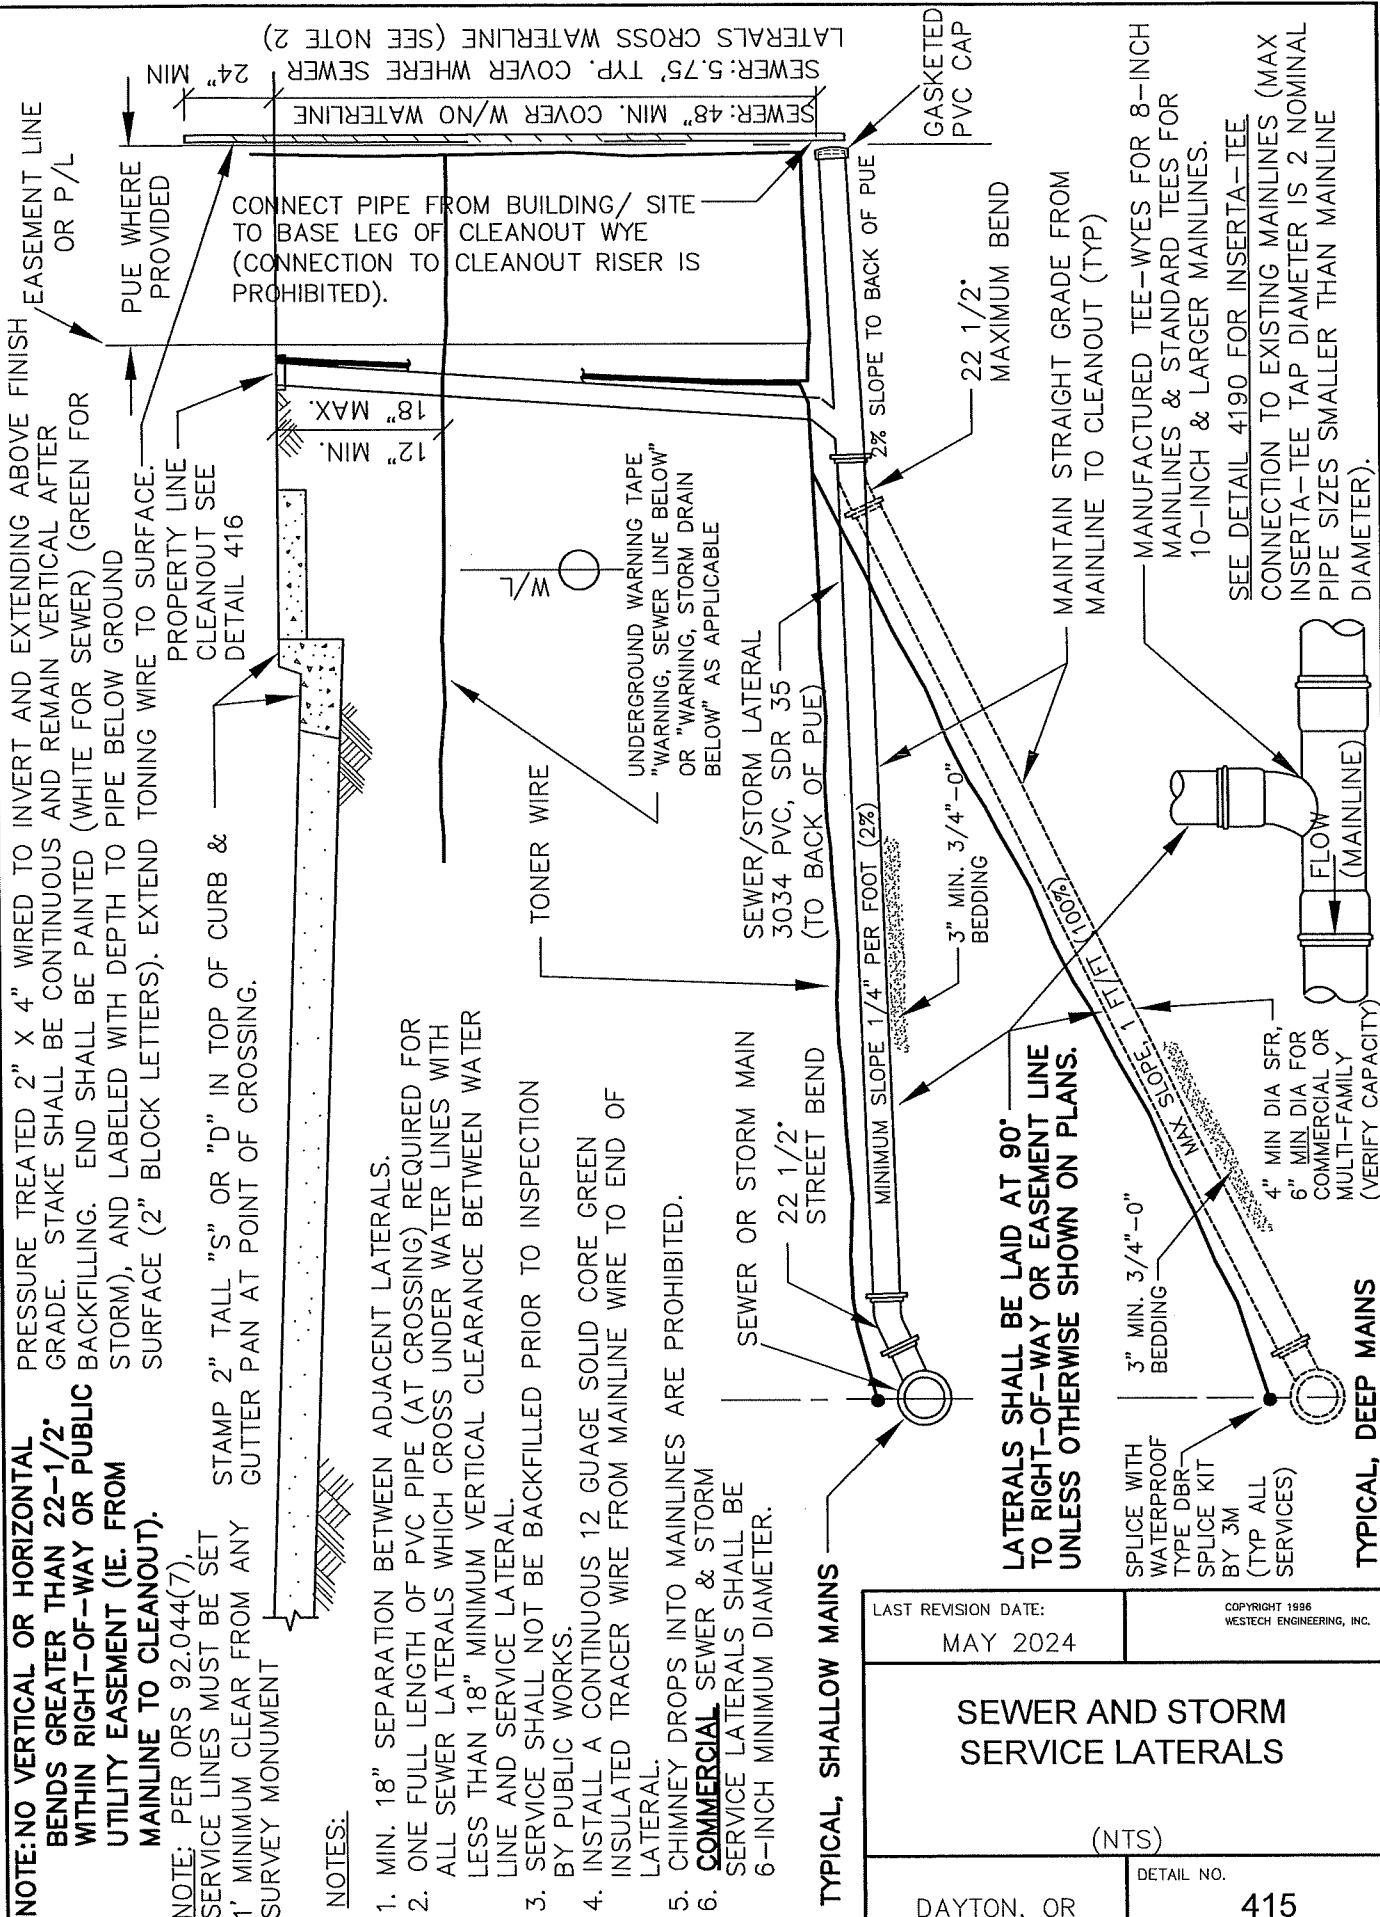 NOTE: NO VERTICAL OR HORIZONTAL
BENDS GREATER THAN 22-1/2°
WITHIN RIGHT-OF-WAY OR PUBLIC
UTILITY EASEMENT (IE. FROM
MAINLINE TO CLEANOUT).
NOTE: PER ORS 92.044(7),
SERVICE LINES MUST BE SET
1' MINIMUM CLEAR FROM ANY
SURVEY MONUMENT
PRESSURE TREATED 2" X 4" WIRED TO INVERT AND EXTENDING ABOVE FINISH
GRADE. STAKE SHALL BE CONTINUOUS AND REMAIN VERTICAL AFTER
BACKFILLING. END SHALL BE PAINTED (WHITE FOR SEWER) (GREEN FOR
STORM), AND LABELED WITH DEPTH TO PIPE BELOW GROUND
SURFACE (2" BLOCK LETTERS). EXTEND TONING WIRE TO SURFACE.
STAMP 2" TALL "S" OR "D" IN TOP OF CURB &
GUTTER PAN AT POINT OF CROSSING.
PROPERTY LINE
CLEANOUT SEE
DETAIL 416
EASEMENT LINE
OR P/L
PUE WHERE
PROVIDED
24" MIN
SEWER: 48" MIN. COVER W/NO WATERLINE
SEWER: 5.75' TYP. COVER WHERE SEWER
LATERALS CROSS WATERLINE (SEE NOTE 2)
CONNECT PIPE FROM BUILDING/ SITE
TO BASE LEG OF CLEANOUT WYE
(CONNECTION TO CLEANOUT RISER IS
PROHIBITED).
GASKETED
PVC CAP
12" MIN.
18" MAX.
W/L
UNDERGROUND WARNING TAPE
"WARNING, SEWER LINE BELOW"
OR "WARNING, STORM DRAIN
BELOW" AS APPLICABLE
TONER WIRE
SEWER/STORM LATERAL
3034 PVC, SDR 35
(TO BACK OF PUE)
2% SLOPE TO BACK OF PUE
22 1/2°
MAXIMUM BEND
MAINTAIN STRAIGHT GRADE FROM
MAINLINE TO CLEANOUT (TYP)
MANUFACTURED TEE-WYES FOR 8-INCH
MAINLINES & STANDARD TEES FOR
10-INCH & LARGER MAINLINES.
SEE DETAIL 4190 FOR INSERTA-TEE
CONNECTION TO EXISTING MAINLINES (MAX
INSERTA-TEE TAP DIAMETER IS 2 NOMINAL
PIPE SIZES SMALLER THAN MAINLINE
DIAMETER).
NOTES:
1. MIN. 18" SEPARATION BETWEEN ADJACENT LATERALS.
2. ONE FULL LENGTH OF PVC PIPE (AT CROSSING) REQUIRED FOR
ALL SEWER LATERALS WHICH CROSS UNDER WATER LINES WITH
LESS THAN 18" MINIMUM VERTICAL CLEARANCE BETWEEN WATER
LINE AND SERVICE LATERAL.
3. SERVICE SHALL NOT BE BACKFILLED PRIOR TO INSPECTION
BY PUBLIC WORKS.
4. INSTALL A CONTINUOUS 12 GUAGE SOLID CORE GREEN
INSULATED TRACER WIRE FROM MAINLINE WIRE TO END OF
LATERAL.
5. CHIMNEY DROPS INTO MAINLINES ARE PROHIBITED.
6. COMMERCIAL SEWER & STORM
SERVICE LATERALS SHALL BE
6-INCH MINIMUM DIAMETER.
SEWER OR STORM MAIN
22 1/2°
STREET BEND
MINIMUM SLOPE 1/4" PER FOOT (2%)
3" MIN. 3/4"-0"
BEDDING
TYPICAL, SHALLOW MAINS
LATERALS SHALL BE LAID AT 90°
TO RIGHT-OF-WAY OR EASEMENT LINE
UNLESS OTHERWISE SHOWN ON PLANS.
MAX SLOPE, 1 FT/FT (100%)
3" MIN. 3/4"-0"
BEDDING
SPLICE WITH
WATERPROOF
TYPE DBR
SPLICE KIT
BY 3M
(TYP ALL
SERVICES)
4" MIN DIA SFR,
6" MIN DIA FOR
COMMERCIAL OR
MULTI-FAMILY
(VERIFY CAPACITY)
FLOW
(MAINLINE)
TYPICAL, DEEP MAINS
LAST REVISION DATE:
MAY 2024
COPYRIGHT 1996
WESTECH ENGINEERING, INC.
SEWER AND STORM
SERVICE LATERALS
(NTS)
DAYTON, OR
DETAIL NO.
415